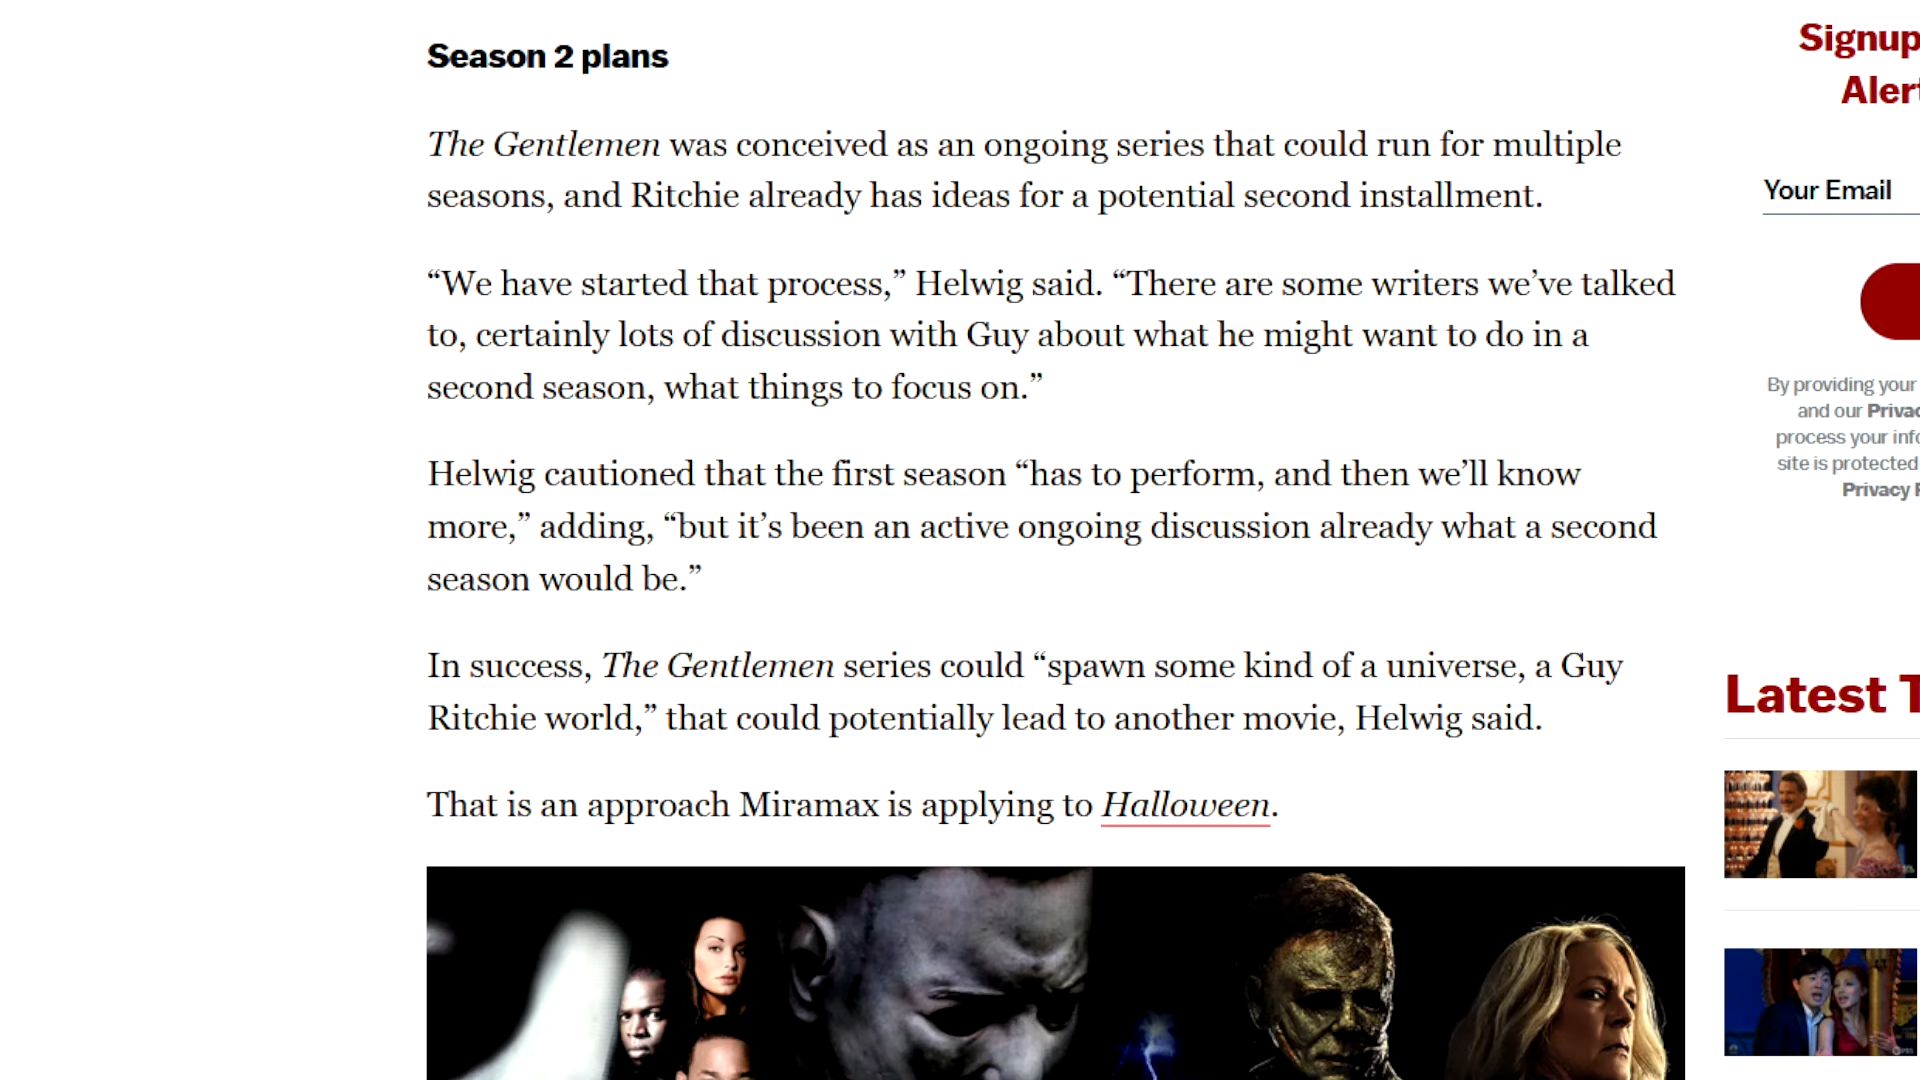 Season 2 plans
The Gentlemen was conceived as an ongoing series that could run for multiple
seasons, and Ritchie already has ideas for a potential second installment.
“We have started that process,” Helwig said. “There are some writers we’ve talked
to, certainly lots of discussion with Guy about what he might want to do in a
second season, what things to focus on.”
Helwig cautioned that the first season “has to perform, and then we’ll know
more,” adding, “but it’s been an active ongoing discussion already what a second
season would be.”
In success, The Gentlemen series could “spawn some kind of a universe, a Guy
Ritchie world,” that could potentially lead to another movie, Helwig said.
That is an approach Miramax is applying to Halloween.
Signup
Alert
Your Email
By providing your
and our
process your
site is protected
Privacy
Latest